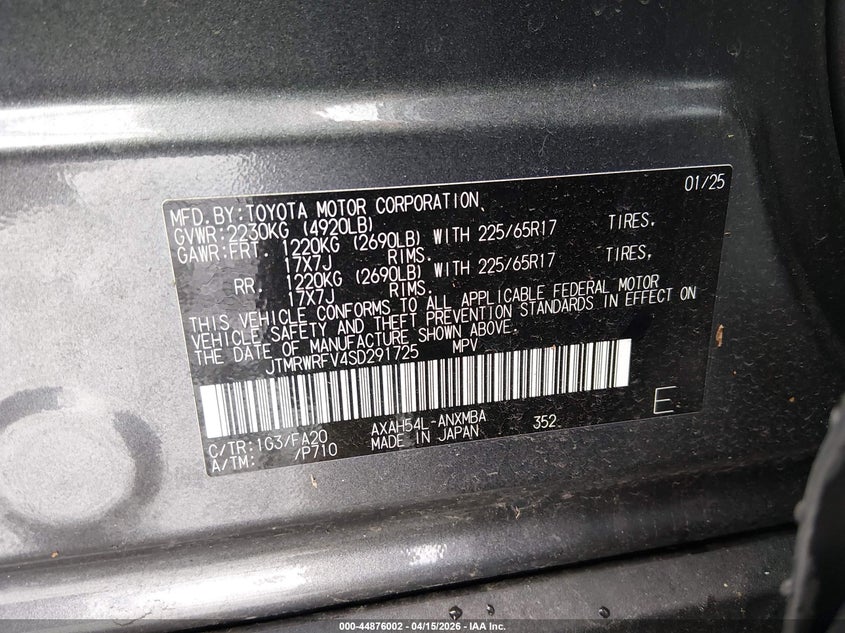 01/25
MFD.BY:TOYOTA MOTOR CORPORATION
GVWR:2230KG (4920LB)
GAWR:FRT. 1220KG (2690LB) WITH 225/65R17 TIRES,
17X7J RIMS.
RR. 1220KG (2690LB) WITH 225/65R17 TIRES,
17X7J RIMS.
THIS VEHICLE CONFORMS TO ALL APPLICABLE FEDERAL MOTOR
VEHICLE SAFETY AND THEFT PREVENTION STANDARDS IN EFFECT ON
THE DATE OF MANUFACTURE SHOWN ABOVE.
JTMRWRFV4SD291725 MPV
C/TR:1G3/FA20 AXAH54L-ANXMBA 352 E
A/TM: /P710 MADE IN JAPAN
000-44876002 - 04/15/2026 - IAA Inc.